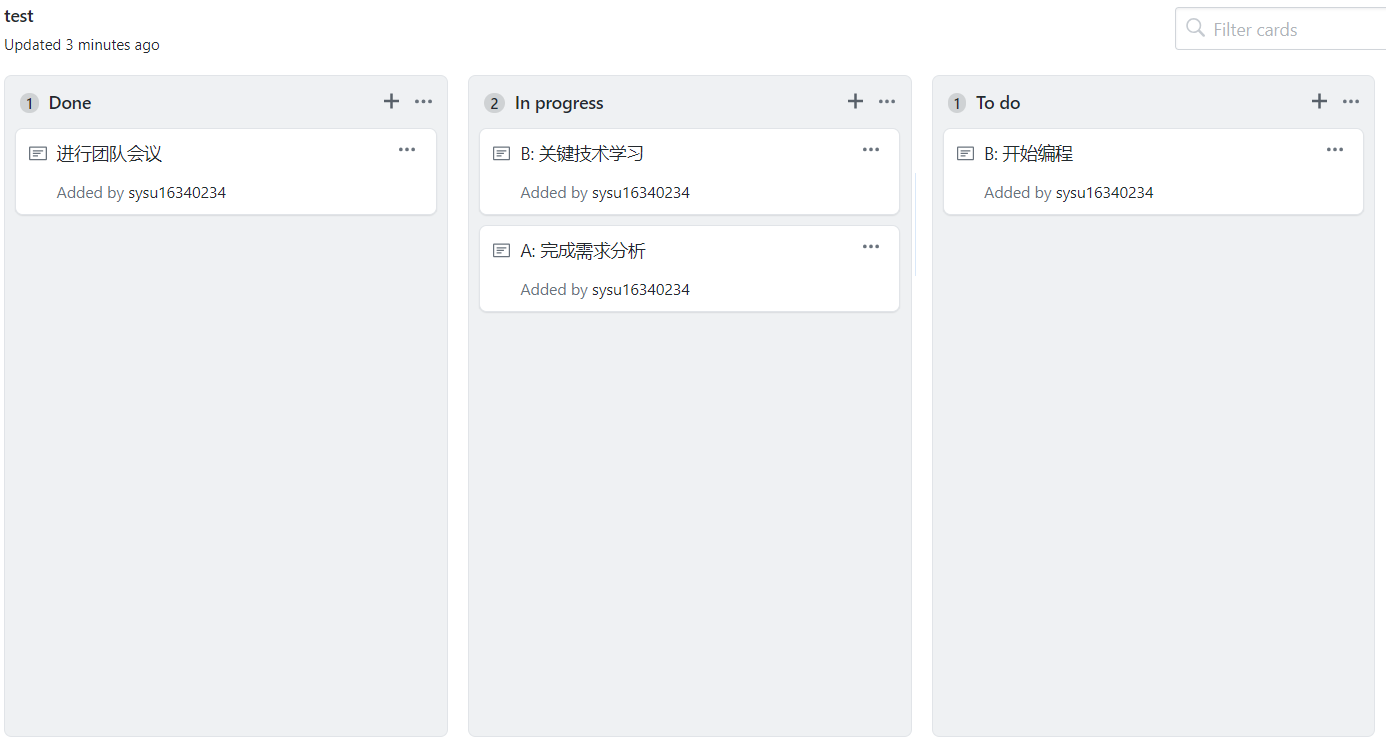 test
Updated 3 minutes ago
Filter cards
1 Done
进行团队会议
Added by sysu16340234
2 In progress
B: 关键技术学习
Added by sysu16340234
A: 完成需求分析
Added by sysu16340234
1 To do
B: 开始编程
Added by sysu16340234